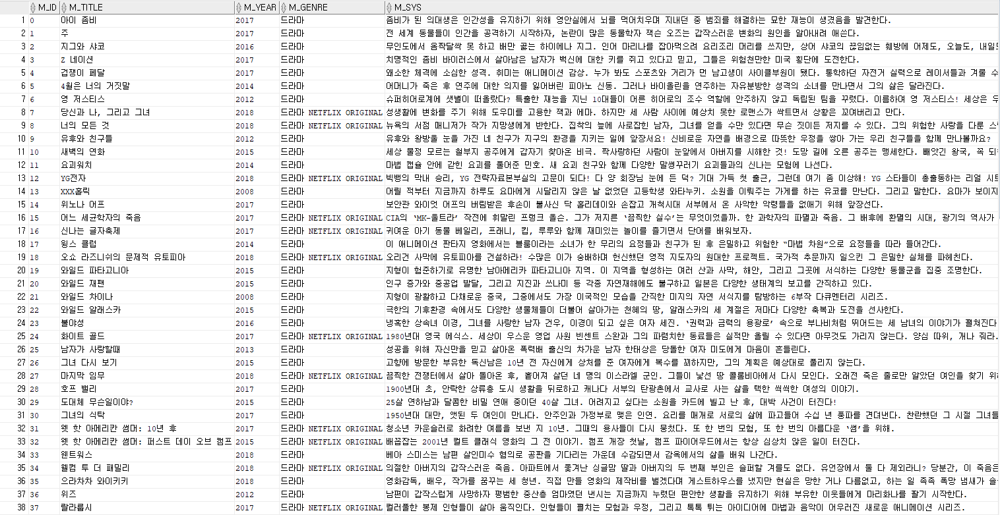 M_ID M_TITLE M_YEAR M_GENRE M_SYS
1 0 아이 좀비 2017 드라마 좀비가 된 의대생은 인간성을 유지하기 위해 영안실에서 뇌를 먹어치우며 지내던 중 범죄를 해결하는 묘한 재능이 생겼음을 발견한다.
2 1 주 2017 드라마 전 세계 동물들이 인간을 공격하기 시작하자, 논란이 많은 동물학자 잭슨 오즈는 갑작스러운 변화의 원인을 알아내려 애쓴다.
3 2 지그와 샤코 2016 드라마 무인도에서 옴짝달싹 못 하고 배만 곯는 하이에나 지그. 인어 마리나를 잡아먹으려 요리조리 머리를 쓰지만, 상어 샤코의 끊임없는 훼방에 어제도, 오늘도, 내일도
4 3 Z 네이션 2017 드라마 치명적인 좀비 바이러스에서 살아남은 남자가 백신에 대한 키를 쥐고 있다고 믿고, 그들은 위험천만한 미국 횡단에 도전한다.
5 4 겁쟁이 페달 2017 드라마 왜소한 체격에 소심한 성격. 취미는 애니메이션 감상. 누가 봐도 스포츠와 거리가 먼 남고생이 사이클부원이 됐다. 통학하던 자전거 실력으로 레이서들과 겨룰 수
6 5 4월은 너의 거짓말 2014 드라마 어머니가 죽은 후 연주에 대한 의지를 잃어버린 피아노 신동. 그러나 바이올린을 연주하는 자유분방한 성격의 소녀를 만나면서 그의 삶은 달라진다.
7 6 영 저스티스 2012 드라마 슈퍼히어로계에 샛별이 떠올랐다? 특출한 재능을 지닌 10대들이 어른 히어로의 조수 역할에 안주하지 않고 독립된 팀을 꾸렸다. 이름하여 영 저스티스! 세상은
8 7 당신과 나, 그리고 그녀 2018 드라마 NETFLIX ORIGINAL 성생활에 변화를 주기 위해 도우미를 고용한 잭과 에마. 하지만 세 사람 사이에 예상치 못한 로맨스가 싹트면서 상황은 꼬여버리고 만다.
9 8 너의 모든 것 2018 드라마 NETFLIX ORIGINAL 뉴욕의 서점 매니저가 작가 지망생에게 반한다. 집착의 늪에 사로잡힌 남자, 그녀를 얻을 수만 있다면 무슨 짓이든 저지를 수 있다. 그의 위험한 사랑을 다룬
10 9 유후와 친구들 2012 드라마 유후와 왕방울 눈을 가진 네 친구가 지구의 환경을 지키는 일에 앞장서요! 신비로운 자연을 배경으로 따뜻한 우정을 쌓아 가는 우리 친구들을 함께 만나볼까요?
11 10 새벽의 연화 2015 드라마 세상 물정 모르는 철부지 공주에게 갑자기 찾아온 비극. 짝사랑하던 사람이 눈앞에서 아버지를 시해한 것! 도망 길에 오른 공주는 맹세한다. 빼앗긴 왕국, 꼭
12 11 요괴워치 2014 드라마 마법 캡슐 안에 갇힌 요괴를 풀어준 민호. 새 요괴 친구와 함께 다양한 말썽꾸러기 요괴들과의 신나는 모험에 나선다.
13 12 YG전자 2018 드라마 NETFLIX ORIGINAL 빅뱅의 막내 승리, YG 전략자료본부실의 고문이 되다! 다 양 회장님 눈에 든 덕? 기대 가득 첫 출근, 그런데 여기 좀 이상해! YG 스타들이 총출동하는 리얼
14 13 XXX홀릭 2008 드라마 어릴 적부터 지금까지 하루도 요마에게 시달리지 않은 날 없었던 고등학생 와타누키. 소원을 이뤄주는 가게를 하는 유코를 만난다. 그리고 말한다. 요마가 보이지
15 14 위노나 어프 2017 드라마 보안관 와이엇 어프의 버림받은 후손이 불사신 닥 홀리데이와 손잡고 개척시대 서부에서 온 사악한 악령들을 없애기 위해 앞장선다.
16 15 어느 세균학자의 죽음 2017 드라마 NETFLIX ORIGINAL CIA의 ‘MK-울트라’ 작전에 휘말린 프랭크 올슨. 그가 저지른 ‘끔찍한 실수’는 무엇이었을까. 한 과학자의 파멸과 죽음. 그 배후에 환멸의 시대, 광기의 역사가
17 16 신나는 글자축제 2017 드라마 NETFLIX ORIGINAL 귀여운 아기 동물 베일리, 프래니, 킵, 루루와 함께 재미있는 놀이를 즐기면서 단어를 배워보자.
18 17 윙스 클럽 2014 드라마 이 애니메이션 판타지 영화에서는 블룸이라는 소녀가 한 무리의 요정들과 친구가 된 후 은밀하고 위험한 “마법 차원”으로 요정들을 따라 들어간다.
19 18 오쇼 라즈니쉬의 문제적 유토피아 2018 드라마 NETFLIX ORIGINAL 오리건 사막에 유토피아를 건설하라! 수많은 이가 숭배하며 헌신했던 영적 지도자의 원대한 프로젝트. 국가적 추문까지 일으킨 그 은밀한 실체를 파헤친다.
20 19 와일드 파타고니아 2015 드라마 지형이 험준하기로 유명한 남아메리카 파타고니아 지역. 이 지역을 형성하는 여러 산과 사막, 해안, 그리고 그곳에 서식하는 다양한 동물군을 집중 조명한다.
21 20 와일드 재팬 2015 드라마 인구 증가와 중공업 발달, 그리고 지진과 쓰나미 등 각종 자연재해에도 불구하고 일본은 다양한 생태계의 보고를 간직하고 있다.
22 21 와일드 차이나 2008 드라마 지형이 광활하고 다채로운 중국, 그중에서도 가장 이국적인 모습을 간직한 미지의 자연 서식지를 탐방하는 6부작 다큐멘터리 시리즈.
23 22 와일드 알래스카 2015 드라마 극한의 기후환경 속에서도 다양한 생물체들이 더불어 살아가는 천혜의 땅, 알래스카의 세 계절은 저마다 다양한 축복과 도전을 선사한다.
24 23 불야성 2016 드라마 냉혹한 상속녀 이경, 그녀를 사랑한 남자 건우, 이경이 되고 싶은 여자 세진. ‘권력과 금력의 용광로’ 속으로 부나비처럼 뛰어드는 세 남녀의 이야기가 펼쳐진다
25 24 화이트 골드 2017 드라마 NETFLIX ORIGINAL 1980년대 영국 에식스. 세상이 우스운 영업 사원 빈센트 스완과 그의 파렴치한 동료들은 실적만 올릴 수 있다면 아무것도 가리지 않는다. 양심 따위, 개나 줘라.
26 25 남자가 사랑할때 2013 드라마 성공을 위해 자신만을 믿고 살아온 폭력배 출신의 차가운 남자 한태상은 당돌한 여자 미도에게 마음이 흔들린다.
27 26 그녀 다시 보기 2015 드라마 고향에 방문한 부유한 독신남은 10년 전 자신에게 상처를 준 여자에게 복수를 꾀하지만, 그의 계획은 예상대로 풀리지 않는다.
28 27 마지막 임무 2018 드라마 NETFLIX ORIGINAL 끔찍한 전쟁터에서 살아 돌아온 후, 흩어져 살던 네 명의 이스라엘 군인. 그들이 낯선 땅 콜롬비아에서 다시 모인다. 오래전 죽은 줄로만 알았던 여인을 찾기 위해
29 28 호프 밸리 2017 드라마 1900년대 초, 안락한 상류층 도시 생활을 뒤로하고 캐나다 서부의 탄광촌에서 교사로 사는 삶을 택한 씩씩한 여성의 이야기.
30 29 도대체 무슨일이야? 2015 드라마 25살 연하남과 달콤한 비밀 연애 중이던 40살 그녀. 어려지고 싶다는 소원을 카드에 빌고 난 후, 대박 사건이 터진다!
31 30 그녀의 식탁 2017 드라마 1950년대 대만, 앳된 두 여인이 만나다. 안주인과 가정부로 맺은 인연. 요리를 매개로 서로의 삶에 파고들어 수십 년 풍파를 견뎌낸다. 찬란했던 그 시절 그녀들
32 31 웻 핫 아메리칸 썸머: 10년 후 2017 드라마 NETFLIX ORIGINAL 청소년 카운슬러로 화려한 여름을 보낸 지 10년. 그때의 용사들이 다시 뭉쳤다. 또 한 번의 모험, 또 한 번의 아름다운 ‘썸’을 위해.
33 32 웻 핫 아메리칸 썸머: 퍼스트 데이 오브 캠프 2015 드라마 NETFLIX ORIGINAL 배꼽잡는 2001년 컬트 클래식 영화의 그 전 이야기. 캠프 개장 첫날, 캠프 파이어우드에서는 항상 심상치 않은 일이 터진다.
34 33 웬트워스 2018 드라마 베아 스미스는 남편 살인미수 혐의로 공판을 기다리는 가운데 수감되면서 감옥에서의 삶을 배워 나간다.
35 34 웰컴 투 더 패밀리 2018 드라마 NETFLIX ORIGINAL 의절한 아버지의 갑작스러운 죽음. 아파트에서 쫓겨난 싱글맘 딸과 아버지의 두 번째 부인은 슬퍼할 겨를도 없다. 유언장에서 둘 다 제외라니? 당분간, 이 죽음은
36 35 으라차차 와이키키 2018 드라마 영화감독, 배우, 작가를 꿈꾸는 세 청년. 직접 만들 영화의 제작비를 벌겠다며 게스트하우스를 냈지만 현실은 망한 거나 다름없고, 하는 일 족족 폭망 냄새가
37 36 위즈 2012 드라마 남편이 갑작스럽게 사망하자 평범한 중산층 엄마였던 낸시는 지금까지 누렸던 편안한 생활을 유지하기 위해 부유한 이웃들에게 마리화나를 팔기 시작한다.
38 37 랄라룹시 2017 드라마 NETFLIX ORIGINAL 컬러풀한 봉제 인형들이 살아 움직인다. 인형들이 펼치는 모험과 우정, 그리고 톡톡 튀는 아이디어에 마법과 음악이 어우러진 새로운 애니메이션 시리즈.